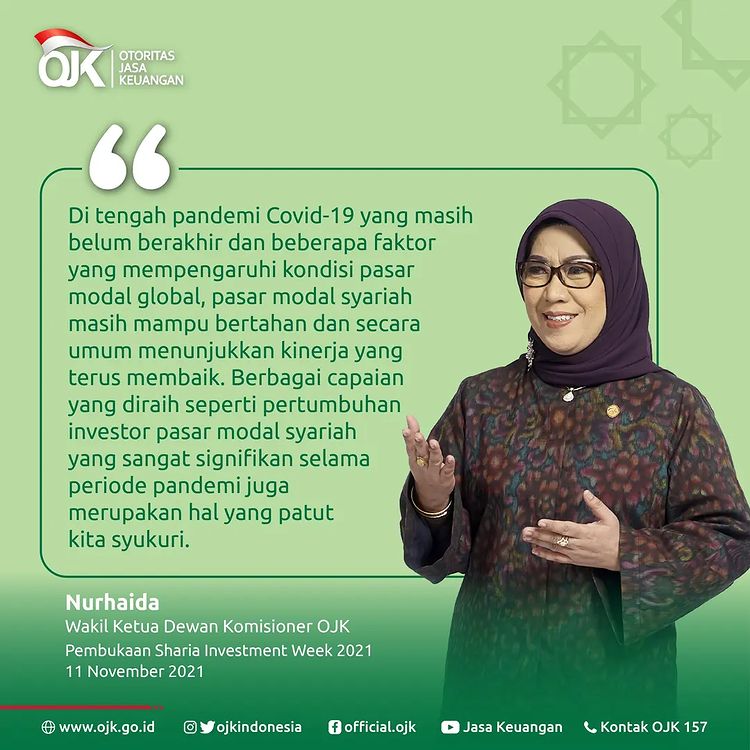 OJK
OTORITAS
JASA
KEUANGAN
Di tengah pandemi Covid-19 yang masih
belum berakhir dan beberapa faktor
yang mempengaruhi kondisi pasar
modal global, pasar modal syariah
masih mampu bertahan dan secara
umum menunjukkan kinerja yang
terus membaik. Berbagai capaian
yang diraih seperti pertumbuhan
investor pasar modal syariah
yang sangat signifikan selama
periode pandemi juga
merupakan hal yang patut
kita syukuri.
Nurhaida
Wakil Ketua Dewan Komisioner OJK
Pembukaan Sharia Investment Week 2021
11 November 2021
www.ojk.go.id ojkindonesia official.ojk Jasa Keuangan Kontak OJK 157